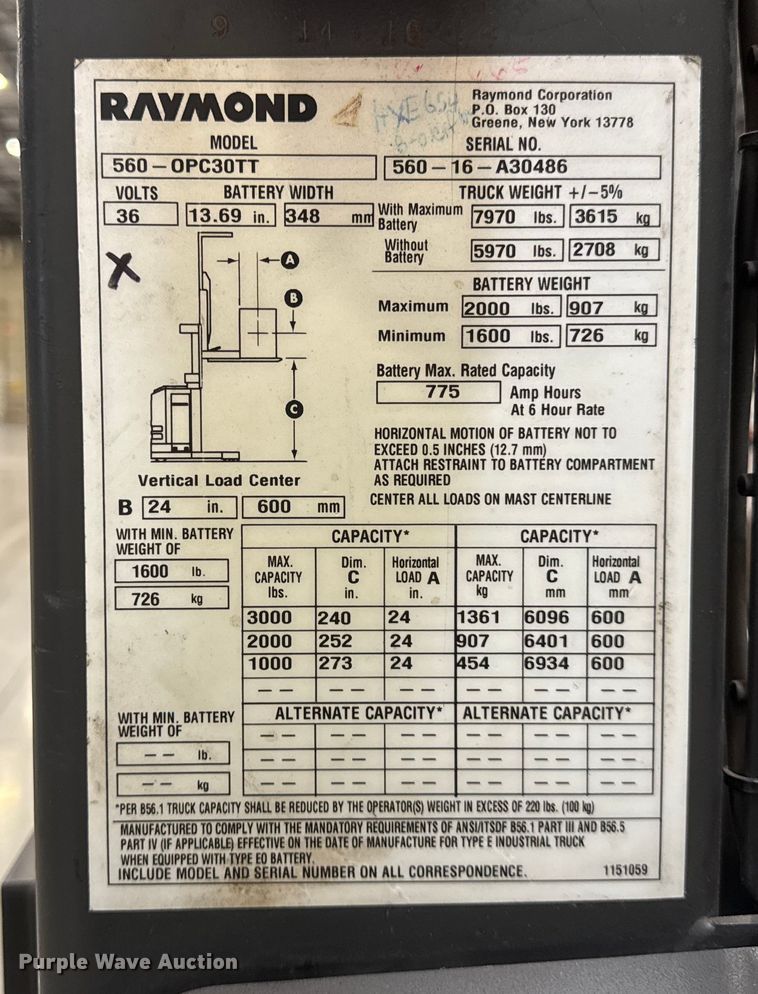 RAYMOND
Raymond Corporation
P.O. Box 130
Greene, New York 13778
MODEL
560-OPC30TT
SERIAL NO.
560-16-A30486
VOLTS
36
BATTERY WIDTH
13.69 in. 348 mm
TRUCK WEIGHT +/-5%
With Maximum Battery 7970 lbs. 3615 kg
Without Battery 5970 lbs. 2708 kg
X
A
B
C
BATTERY WEIGHT
Maximum 2000 lbs. 907 kg
Minimum 1600 lbs. 726 kg
Battery Max. Rated Capacity
775 Amp Hours
At 6 Hour Rate
HORIZONTAL MOTION OF BATTERY NOT TO
EXCEED 0.5 INCHES (12.7 mm)
ATTACH RESTRAINT TO BATTERY COMPARTMENT
AS REQUIRED
CENTER ALL LOADS ON MAST CENTERLINE
Vertical Load Center
B 24 in. 600 mm
WITH MIN. BATTERY
WEIGHT OF
1600 lb.
726 kg
CAPACITY* CAPACITY*
MAX. CAPACITY lbs. Dim. C in. Horizontal LOAD A in. MAX. CAPACITY kg Dim. C mm Horizontal LOAD A mm
3000 240 24 1361 6096 600
2000 252 24 907 6401 600
1000 273 24 454 6934 600
-- -- -- -- -- --
WITH MIN. BATTERY
WEIGHT OF
-- lb.
-- kg
ALTERNATE CAPACITY* ALTERNATE CAPACITY*
-- -- -- -- -- --
-- -- -- -- -- --
-- -- -- -- -- --
*PER B56.1 TRUCK CAPACITY SHALL BE REDUCED BY THE OPERATOR(S) WEIGHT IN EXCESS OF 220 lbs. (100 kg)
MANUFACTURED TO COMPLY WITH THE MANDATORY REQUIREMENTS OF ANSI/ITSDF B56.1 PART III AND B56.5
PART IV (IF APPLICABLE) EFFECTIVE ON THE DATE OF MANUFACTURE FOR TYPE E INDUSTRIAL TRUCK
WHEN EQUIPPED WITH TYPE EO BATTERY.
INCLUDE MODEL AND SERIAL NUMBER ON ALL CORRESPONDENCE. 1151059
Purple Wave Auction